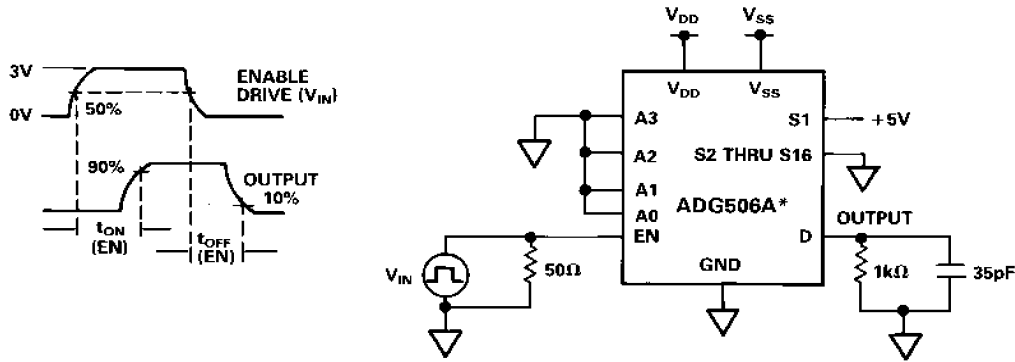 3V
0V
50%
ENABLE
DRIVE (VIN)
90%
OUTPUT
10%
tON
(EN)
tOFF
(EN)
VDD
VSS
VDD
VSS
A3
A2
A1
A0
EN
S1
+5V
S2 THRU S16
ADG506A*
OUTPUT
D
GND
VIN
50Ω
1kΩ
35pF